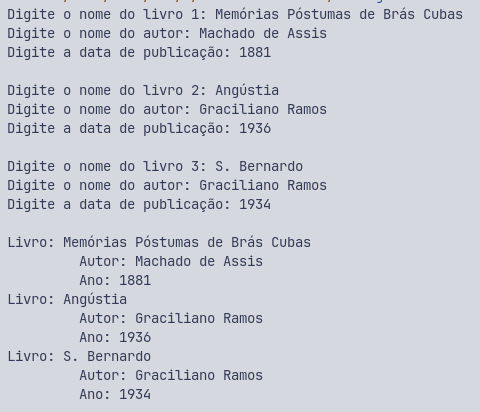 Digite o nome do livro 1: Memórias Póstumas de Brás Cubas
Digite o nome do autor: Machado de Assis
Digite a data de publicação: 1881
Digite o nome do livro 2: Angústia
Digite o nome do autor: Graciliano Ramos
Digite a data de publicação: 1936
Digite o nome do livro 3: S. Bernardo
Digite o nome do autor: Graciliano Ramos
Digite a data de publicação: 1934
Livro: Memórias Póstumas de Brás Cubas
Autor: Machado de Assis
Ano: 1881
Livro: Angústia
Autor: Graciliano Ramos
Ano: 1936
Livro: S. Bernardo
Autor: Graciliano Ramos
Ano: 1934